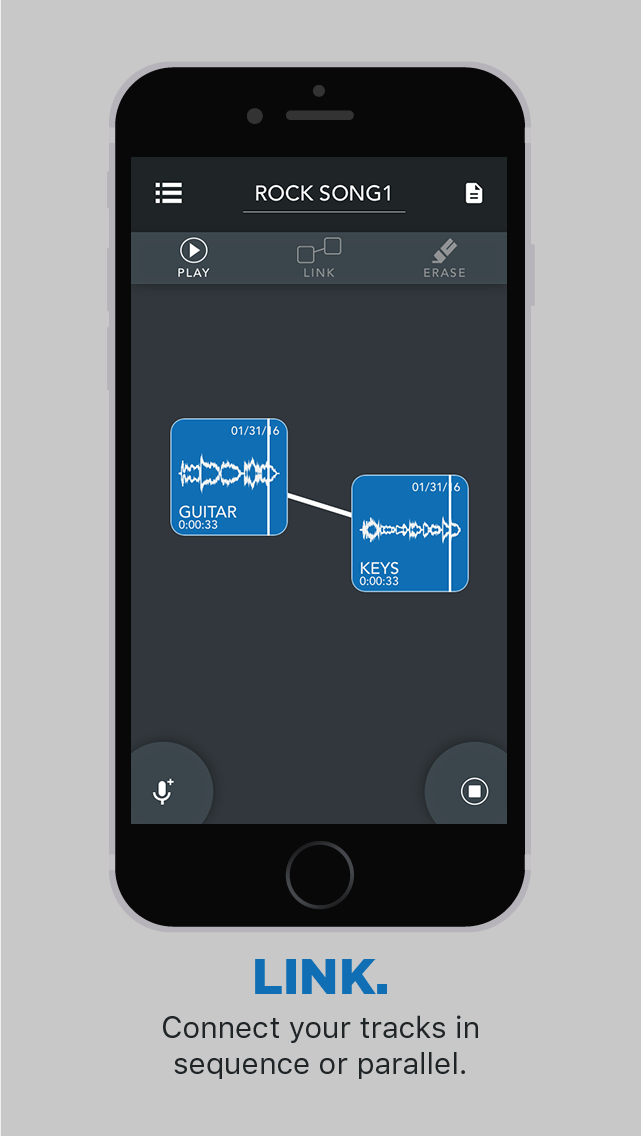 ROCK SONG1
PLAY
LINK
ERASE
01/31/16
GUITAR
0:00:33
01/31/16
KEYS
0:00:33
LINK.
Connect your tracks in
sequence or parallel.